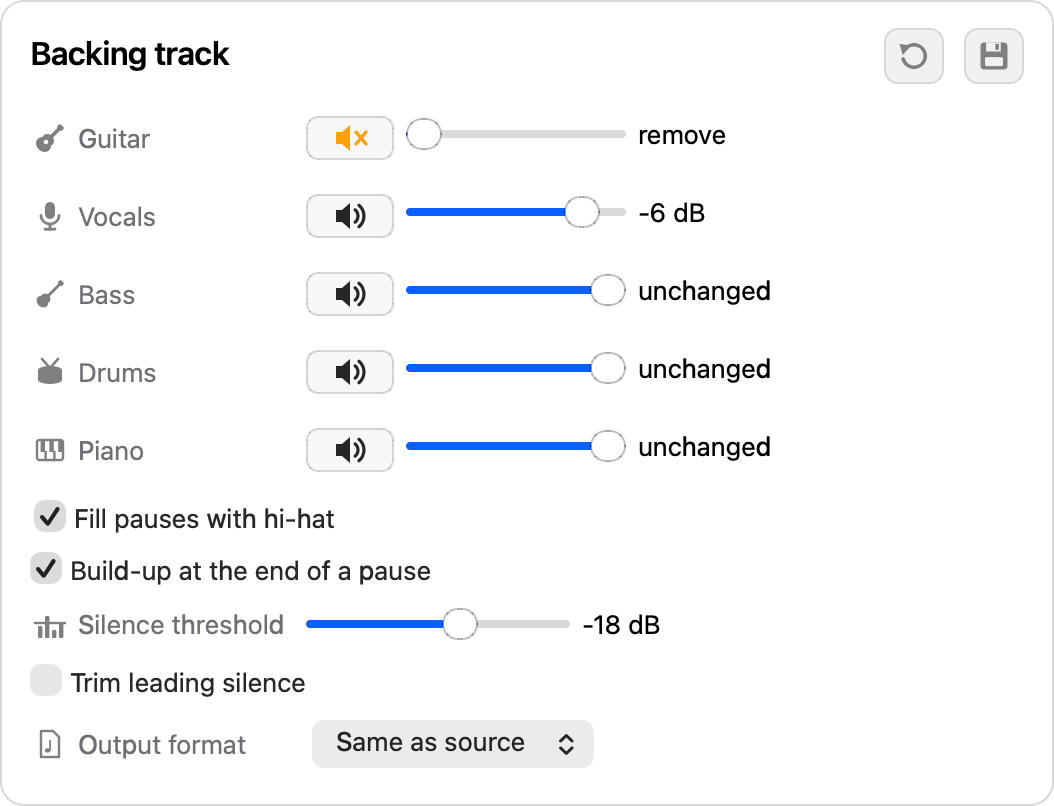 Backing track
Guitar remove
Vocals -6 dB
Bass unchanged
Drums unchanged
Piano unchanged
Fill pauses with hi-hat
Build-up at the end of a pause
Silence threshold -18 dB
Trim leading silence
Output format Same as source